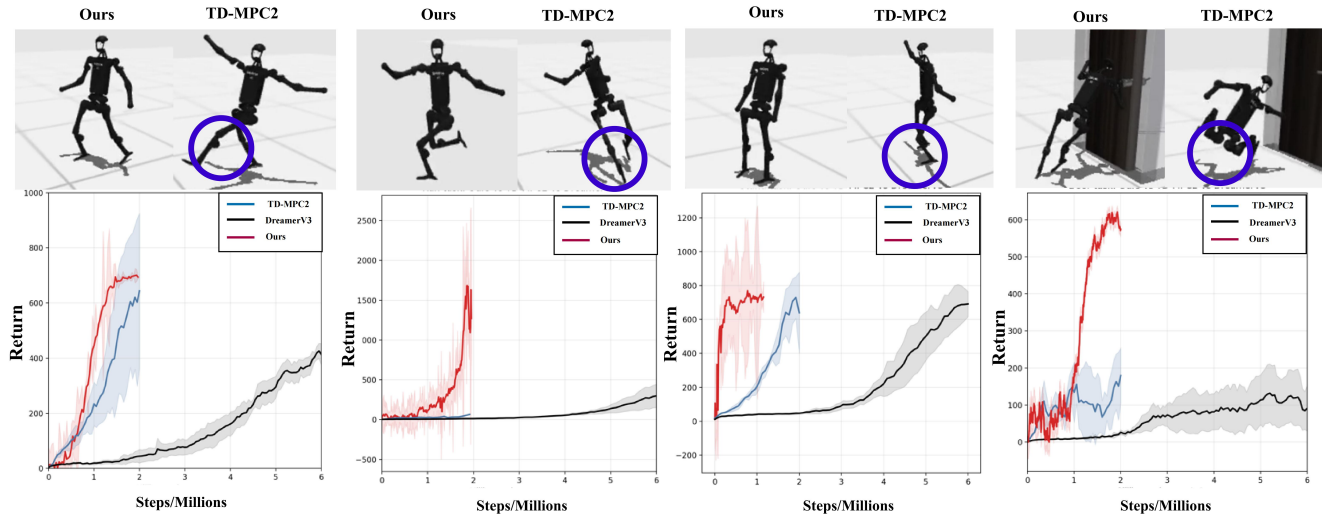 Ours TD-MPC2 Ours TD-MPC2 Ours TD-MPC2 Ours TD-MPC2
1000
800
600
400
200
0
0 1 2 3 4 5 6
Return
Steps/Millions
TD-MPC2
DreamerV3
Ours
2500
2000
1500
1000
500
0
−500
0 1 2 3 4 5 6
Return
Steps/Millions
TD-MPC2
DreamerV3
Ours
1200
1000
800
600
400
200
0
−200
0 1 2 3 4 5 6
Return
Steps/Millions
TD-MPC2
DreamerV3
Ours
600
500
400
300
200
100
0
0 1 2 3 4 5 6
Return
Steps/Millions
TD-MPC2
DreamerV3
Ours